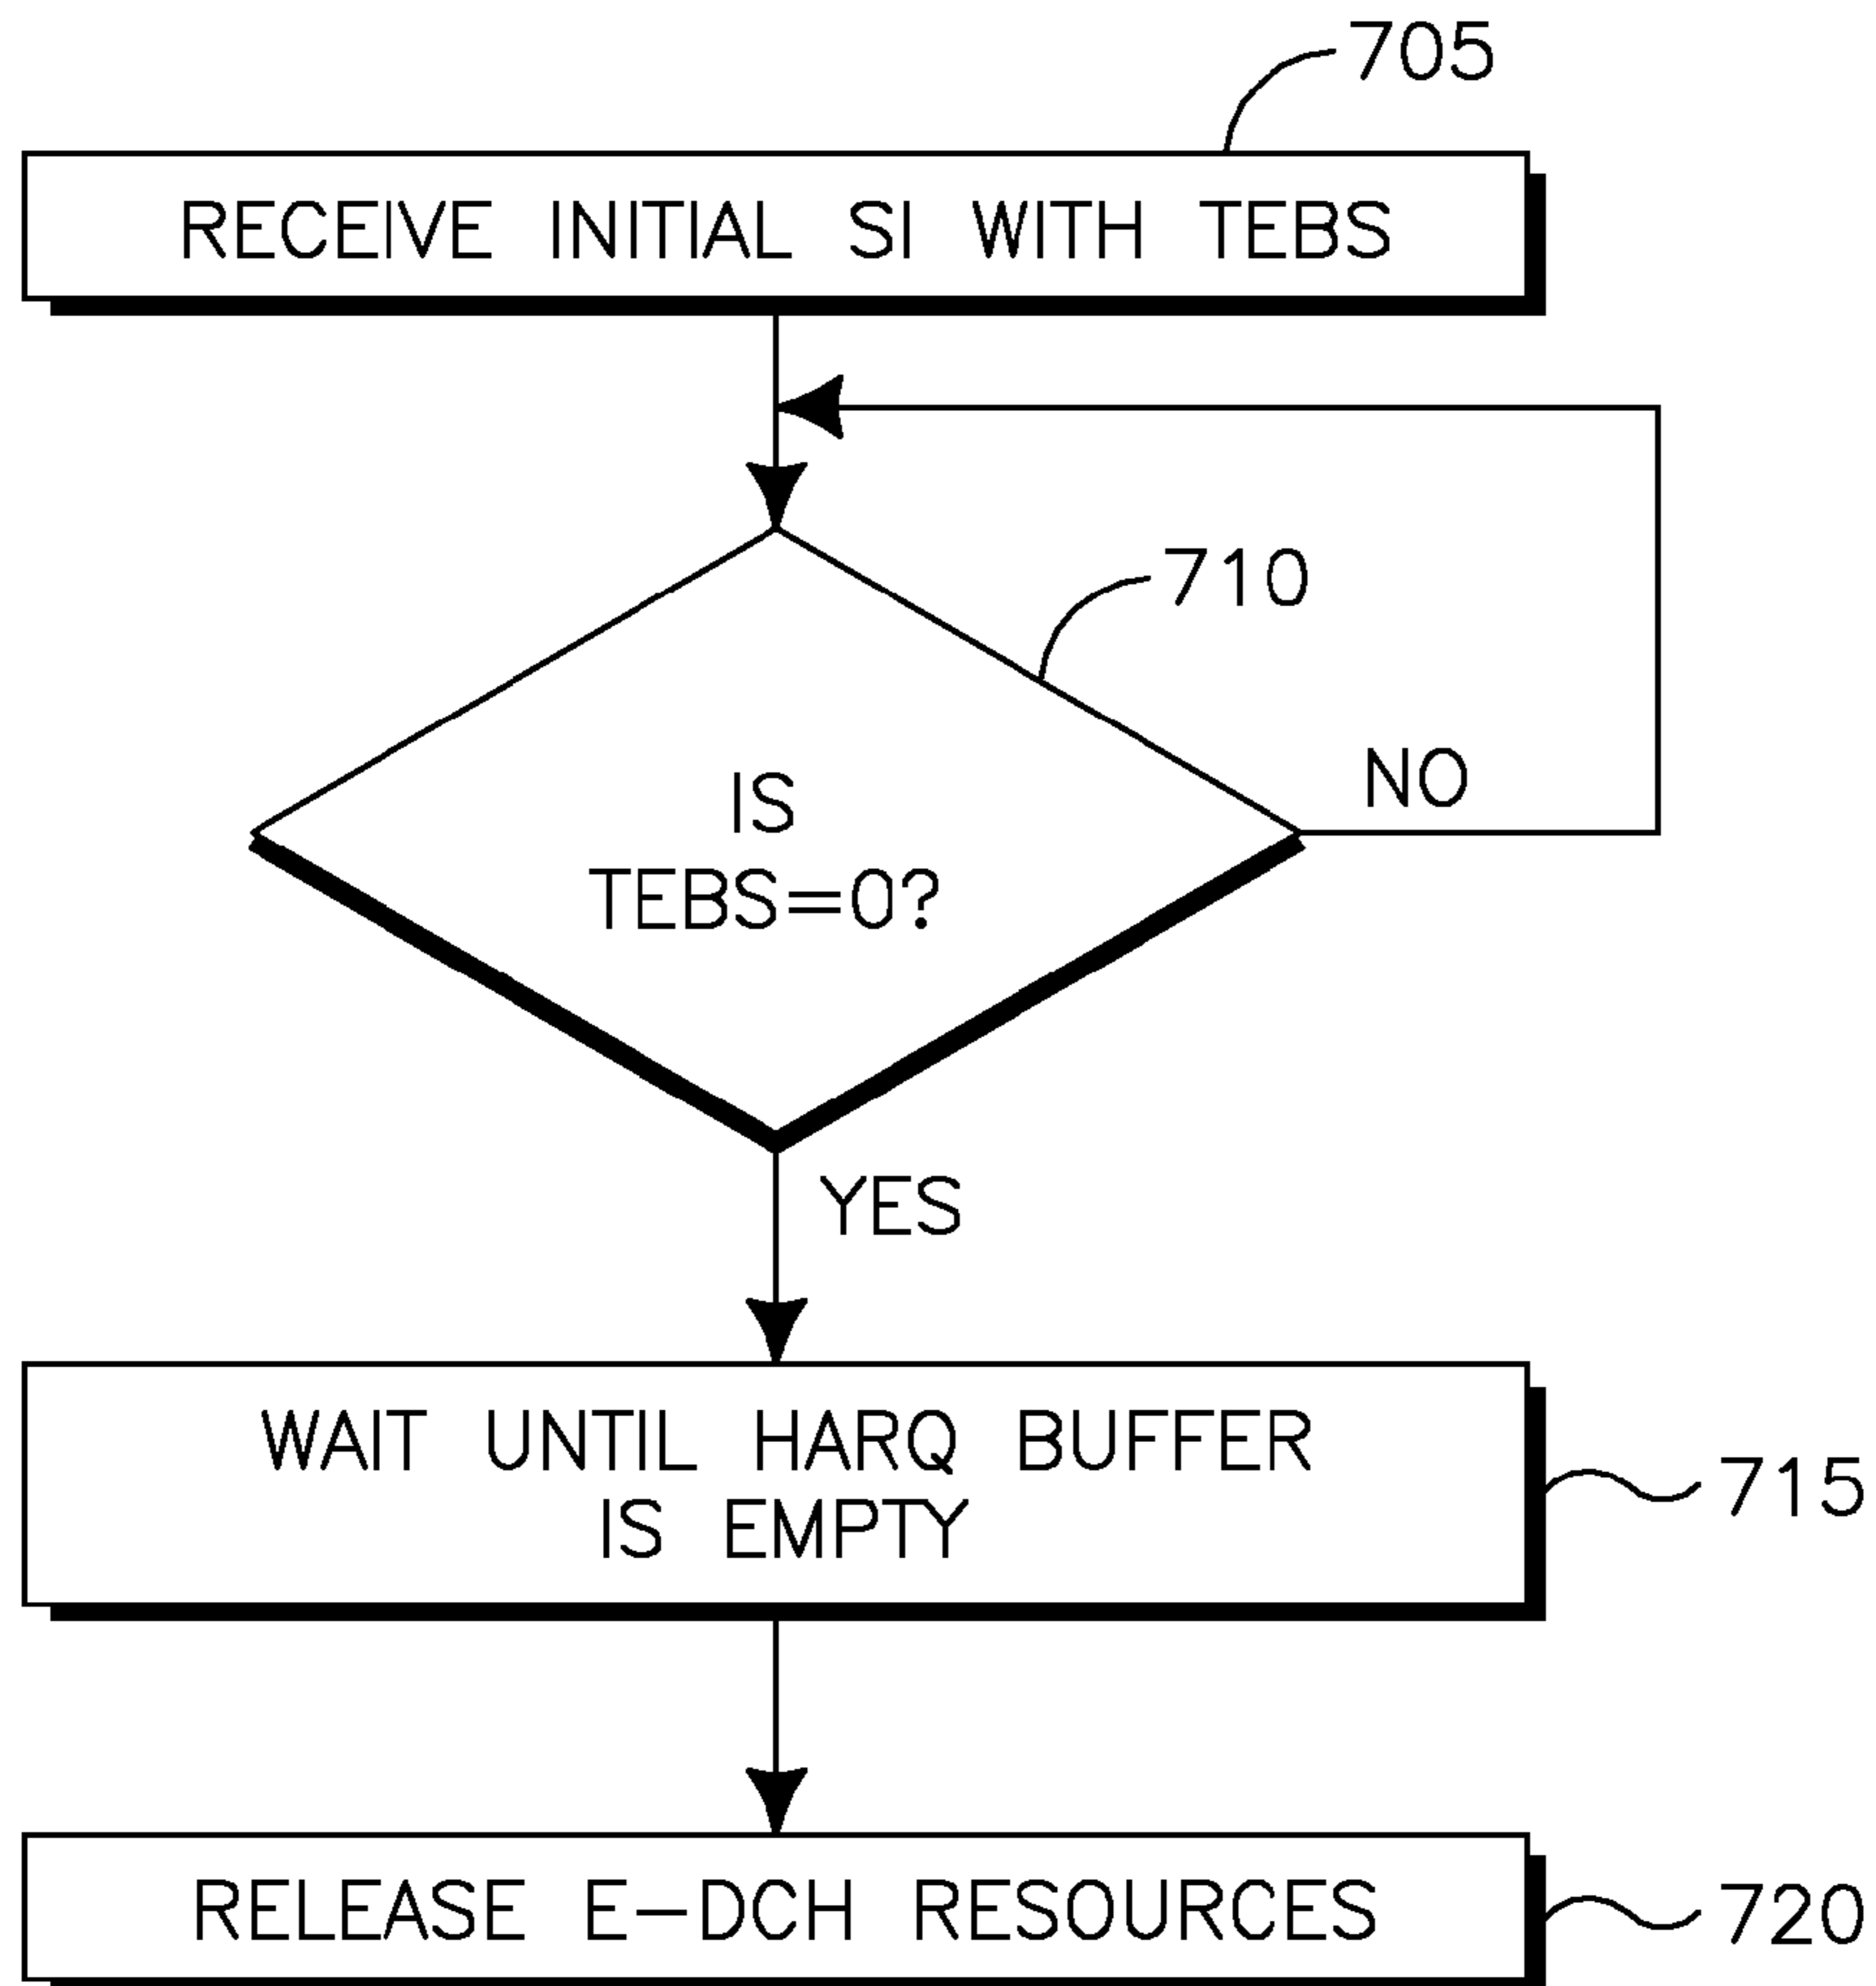 705
RECEIVE INITIAL SI WITH TEBS
710
NO
IS
TEBS=0?
YES
WAIT UNTIL HARQ BUFFER
IS EMPTY
715
RELEASE E-DCH RESOURCES
720